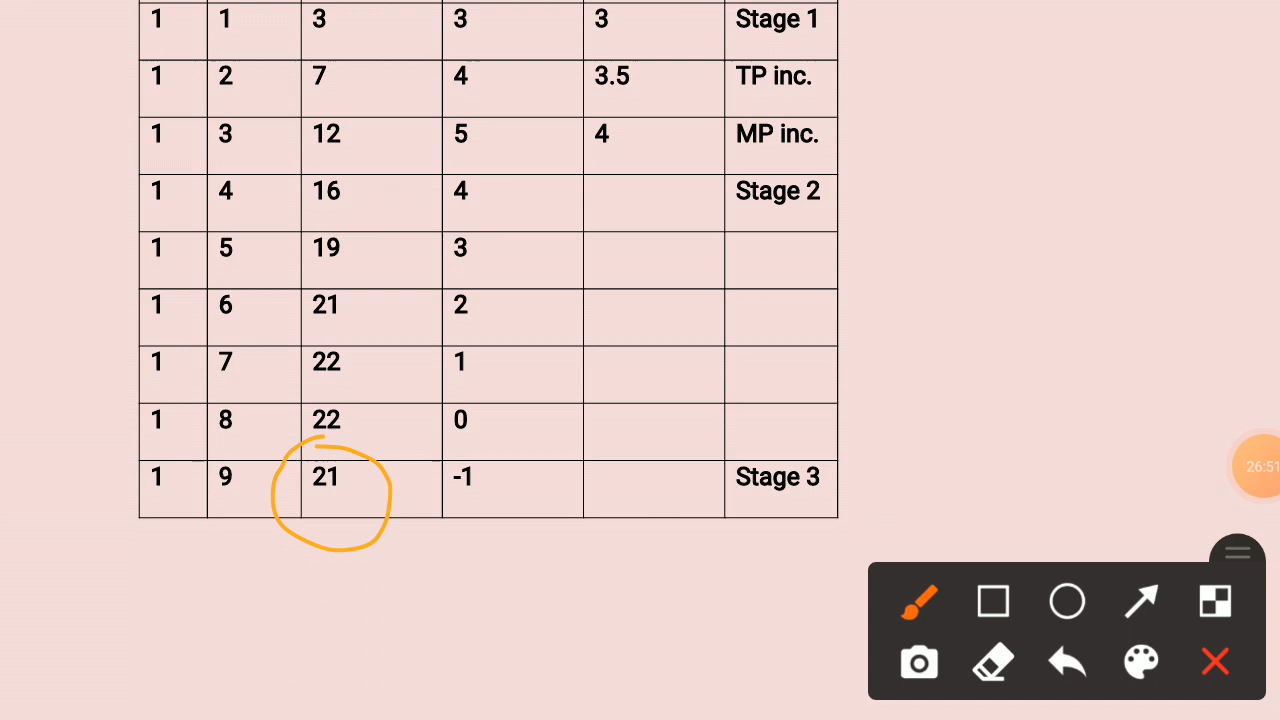 1 1 3 3 3 Stage 1
1 2 7 4 3.5 TP inc.
1 3 12 5 4 MP inc.
1 4 16 4 Stage 2
1 5 19 3
1 6 21 2
1 7 22 1
1 8 22 0
1 9 21 -1 Stage 3
26:51